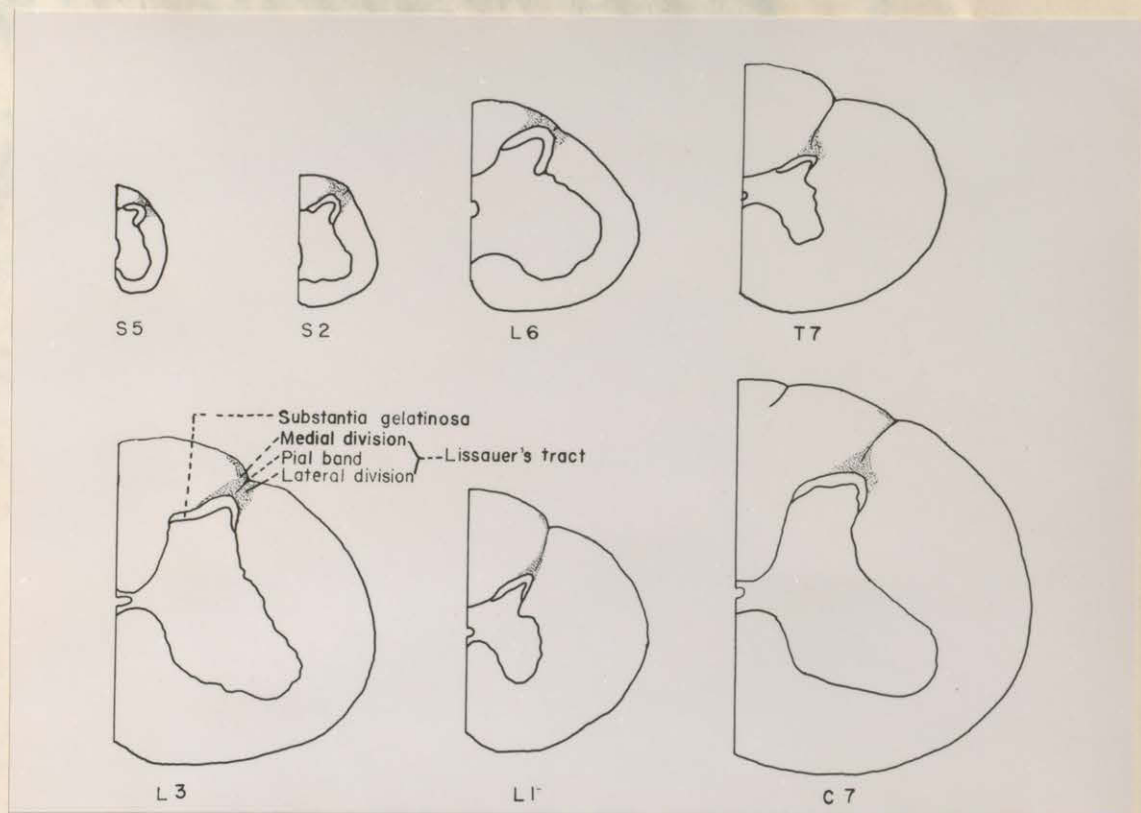 S5
S2
L6
T7
Substantia gelatinosa
Medial division
Pial band
Lateral division
Lissauer's tract
L3
L1
C7